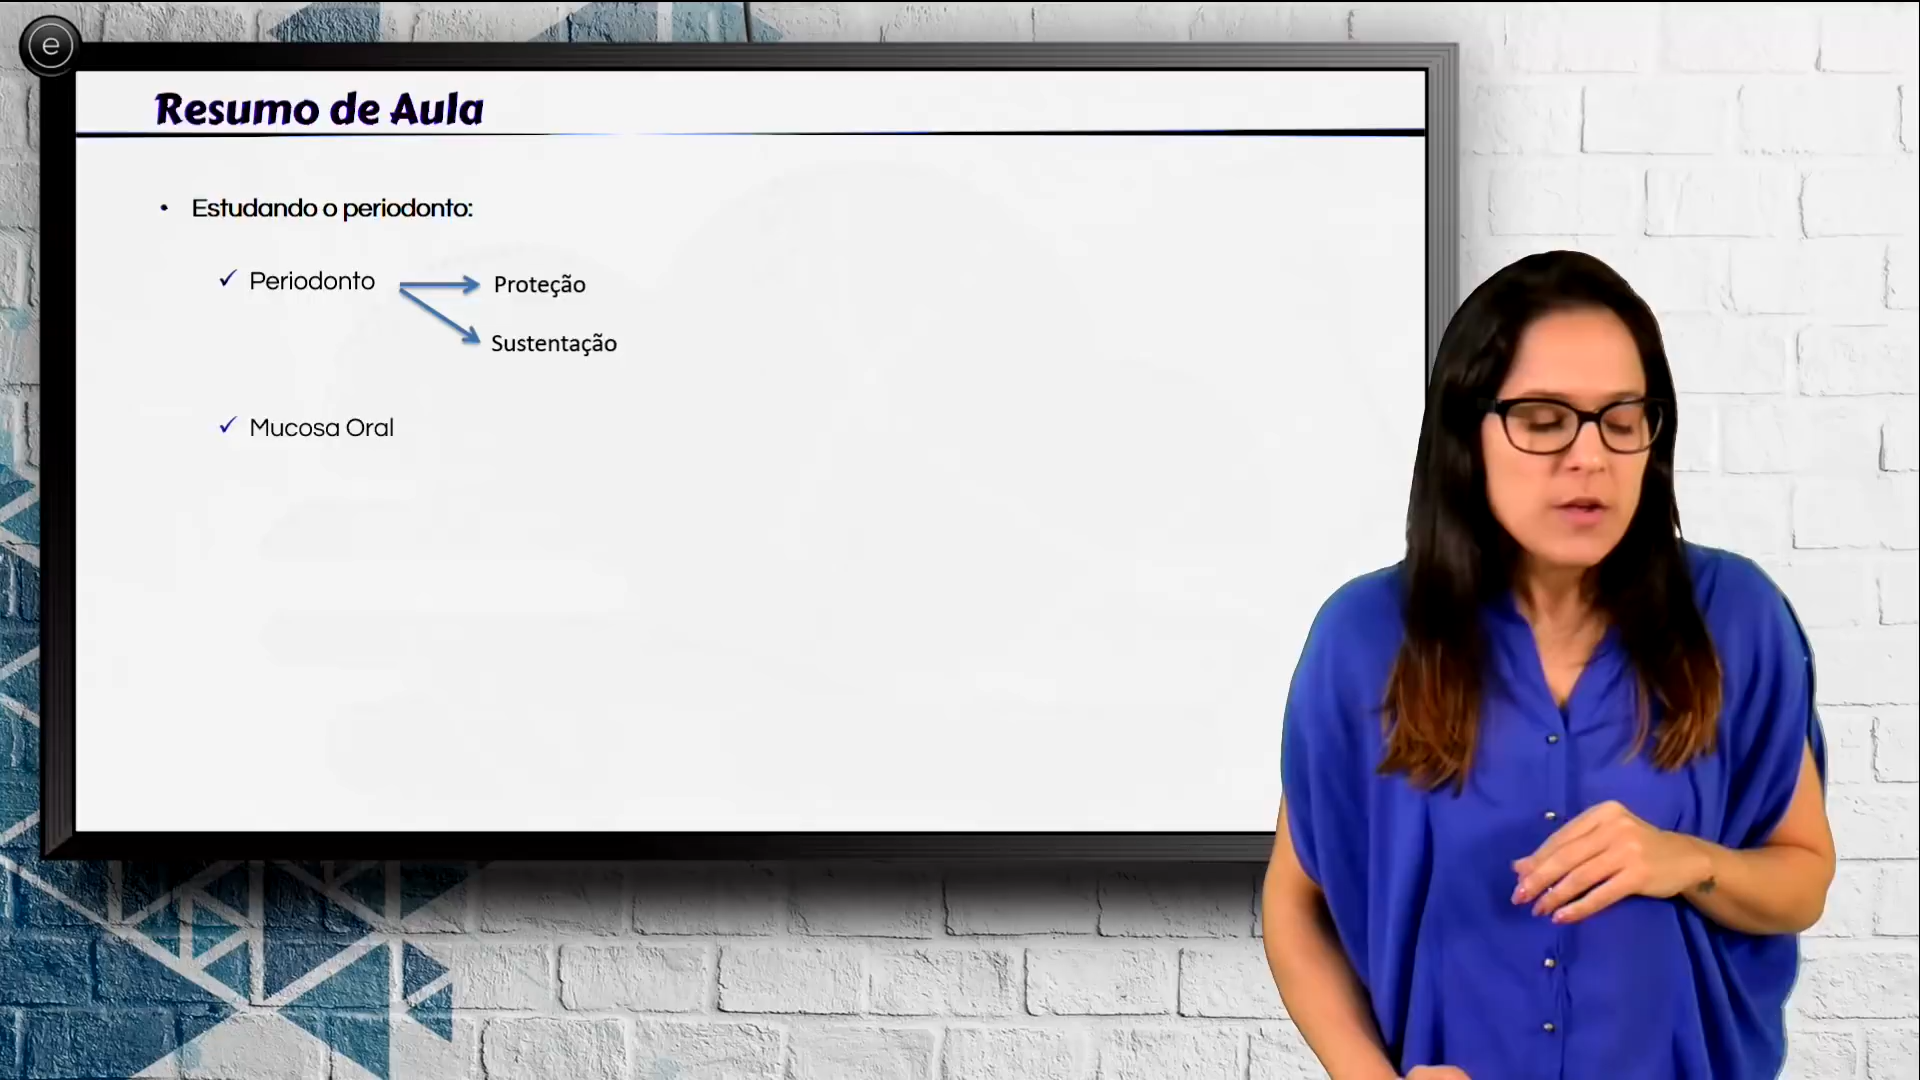 e
Resumo de Aula
• Estudando o periodonto:
✓ Periodonto
Proteção
Sustentação
✓ Mucosa Oral